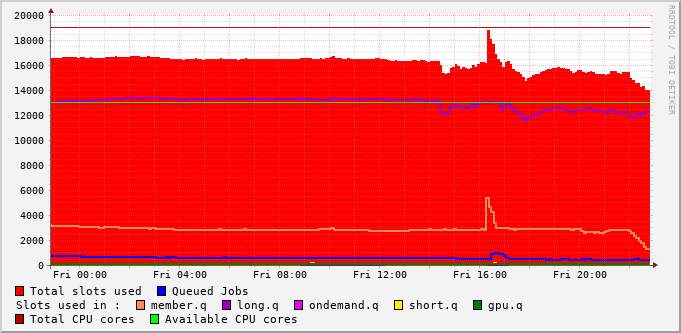 20000
18000
16000
14000
12000
10000
8000
6000
4000
2000
0
Fri 00:00 Fri 04:00 Fri 08:00 Fri 12:00 Fri 16:00 Fri 20:00
Total slots used Queued Jobs
Slots used in : member.q long.q ondemand.q short.q gpu.q
Total CPU cores Available CPU cores
RRDTOOL / TOBI OETIKER